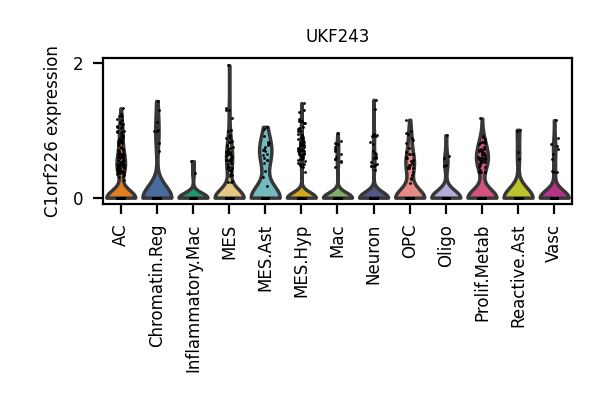 UKF243
C1orf226 expression
2
0
AC
Chromatin.Reg
Inflammatory.Mac
MES
MES.Ast
MES.Hyp
Mac
Neuron
OPC
Oligo
Prolif.Metab
Reactive.Ast
Vasc